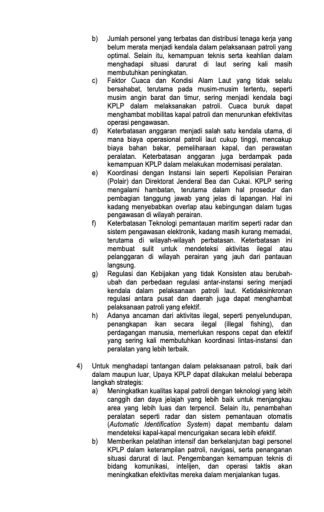 b) Jumlah personel yang terbatas dan distribusi tenaga kerja yang
belum merata menjadi kendala dalam pelaksanaan patroli yang
optimal. Selain itu, kemampuan teknis serta keahlian dalam
menghadapi situasi darurat di laut sering kali masih
membutuhkan peningkatan.
c) Faktor Cuaca dan Kondisi Alam Laut yang tidak selalu
bersahabat, terutama pada musim-musim tertentu, seperti
musim angin barat dan timur, sering menjadi kendala bagi
KPLP dalam melaksanakan patroli. Cuaca buruk dapat
menghambat mobilitas kapal patroli dan menurunkan efektivitas
operasi pengawasan.
d) Keterbatasan anggaran menjadi salah satu kendala utama, di
mana biaya operasional patroli laut cukup tinggi, mencakup
biaya bahan bakar, pemeliharaan kapal, dan perawatan
peralatan. Keterbatasan anggaran juga berdampak pada
kemampuan KPLP dalam melakukan modernisasi peralatan.
e) Koordinasi dengan Instansi lain seperti Kepolisian Perairan
(Polair) dan Direktorat Jenderal Bea dan Cukai. KPLP sering
mengalami hambatan, terutama dalam hal prosedur dan
pembagian tanggung jawab yang jelas di lapangan. Hal ini
kadang menyebabkan overlap atau kebingungan dalam tugas
pengawasan di wilayah perairan.
f) Keterbatasan Teknologi pemantauan maritim seperti radar dan
sistem pengawasan elektronik, kadang masih kurang memadai,
terutama di wilayah-wilayah perbatasan. Keterbatasan ini
membuat sulit untuk mendeteksi aktivitas ilegal atau
pelanggaran di wilayah perairan yang jauh dari pantauan
langsung.
g) Regulasi dan Kebijakan yang tidak Konsisten atau berubah-
ubah dan perbedaan regulasi antar-instansi sering menjadi
kendala dalam pelaksanaan patroli laut. Ketidaksinkronan
regulasi antara pusat dan daerah juga dapat menghambat
pelaksanaan patroli yang efektif.
h) Adanya ancaman dari aktivitas ilegal, seperti penyelundupan,
penangkapan ikan secara ilegal (illegal fishing), dan
perdagangan manusia, memerlukan respons cepat dan efektif
yang sering kali membutuhkan koordinasi lintas-instansi dan
peralatan yang lebih terbaik.
4) Untuk menghadapi tantangan dalam pelaksanaan patroli, baik dari
dalam maupun luar, Upaya KPLP dapat dilakukan melalui beberapa
langkah strategis:
a) Meningkatkan kualitas kapal patroli dengan teknologi yang lebih
canggih dan daya jelajah yang lebih baik untuk menjangkau
area yang lebih luas dan terpencil. Selain itu, penambahan
peralatan seperti radar dan sistem pemantauan otomatis
(Automatic Identification System) dapat membantu dalam
mendeteksi kapal-kapal mencurigakan secara lebih efektif.
b) Memberikan pelatihan intensif dan berkelanjutan bagi personel
KPLP dalam keterampilan patroli, navigasi, serta penanganan
situasi darurat di laut. Pengembangan kemampuan teknis di
bidang komunikasi, intelijen, dan operasi taktis akan
meningkatkan efektivitas mereka dalam menjalankan tugas.